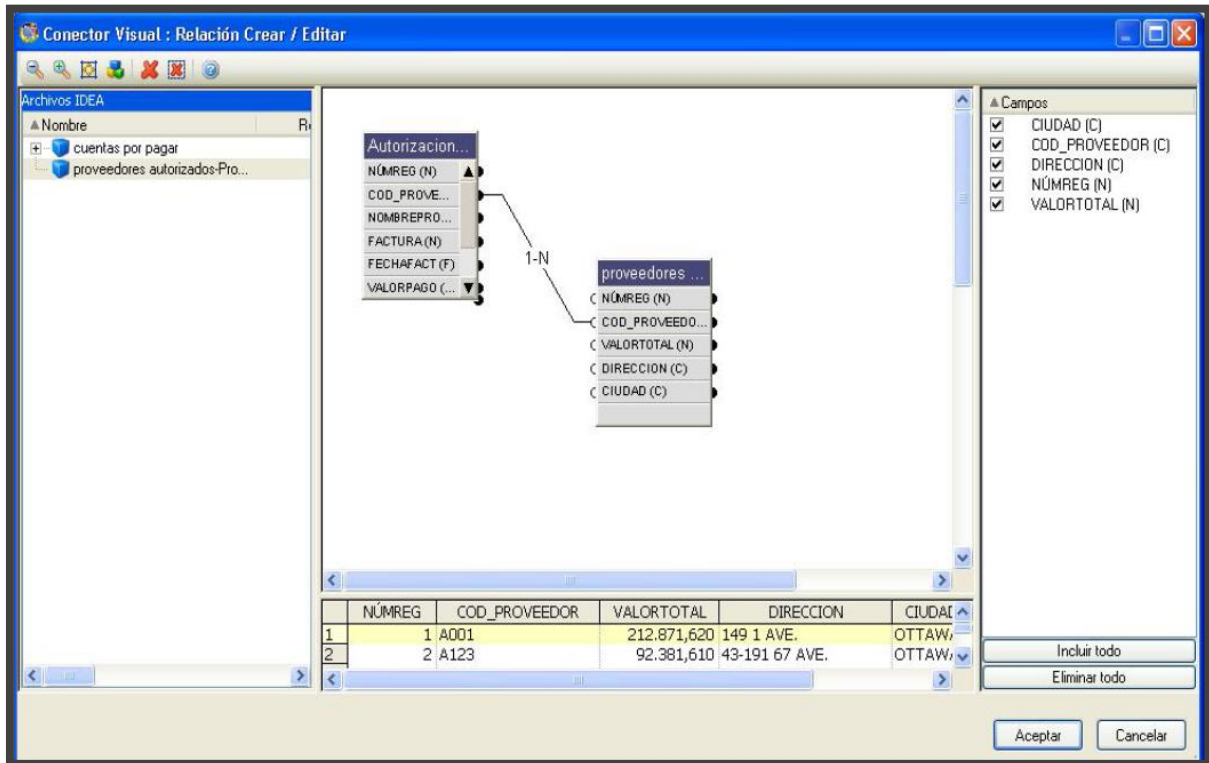 Conector Visual : Relación Crear / Editar
Archivos IDEA
Nombre R
cuentas por pagar
proveedores autorizados-Pro...
Autorizacion...
NÚMREG (N)
COD_PROVE...
NOMBREPRO...
FACTURA (N)
FECHAFACT (F)
VALORPAGO (...
1-N
proveedores ...
NÚMREG (N)
COD_PROVEEDO...
VALORTOTAL (N)
DIRECCION (C)
CIUDAD (C)
NÚMREG COD_PROVEEDOR VALORTOTAL DIRECCION CIUDAD
1 1 A001 212.871,620 149 1 AVE. OTTAWA
2 2 A123 92.381,610 43-191 67 AVE. OTTAWA
Campos
CIUDAD (C)
COD_PROVEEDOR (C)
DIRECCION (C)
NÚMREG (N)
VALORTOTAL (N)
Incluir todo
Eliminar todo
Aceptar Cancelar